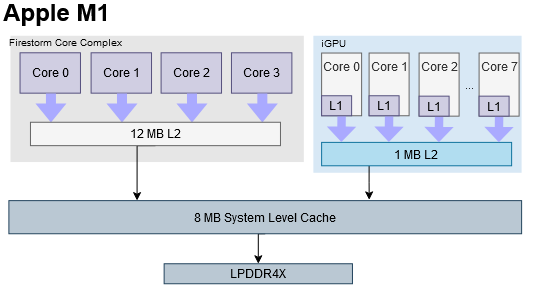 Apple M1
Firestorm Core Complex
Core 0
Core 1
Core 2
Core 3
12 MB L2
iGPU
Core 0
Core 1
Core 2
...
Core 7
L1
L1
L1
L1
1 MB L2
8 MB System Level Cache
LPDDR4X